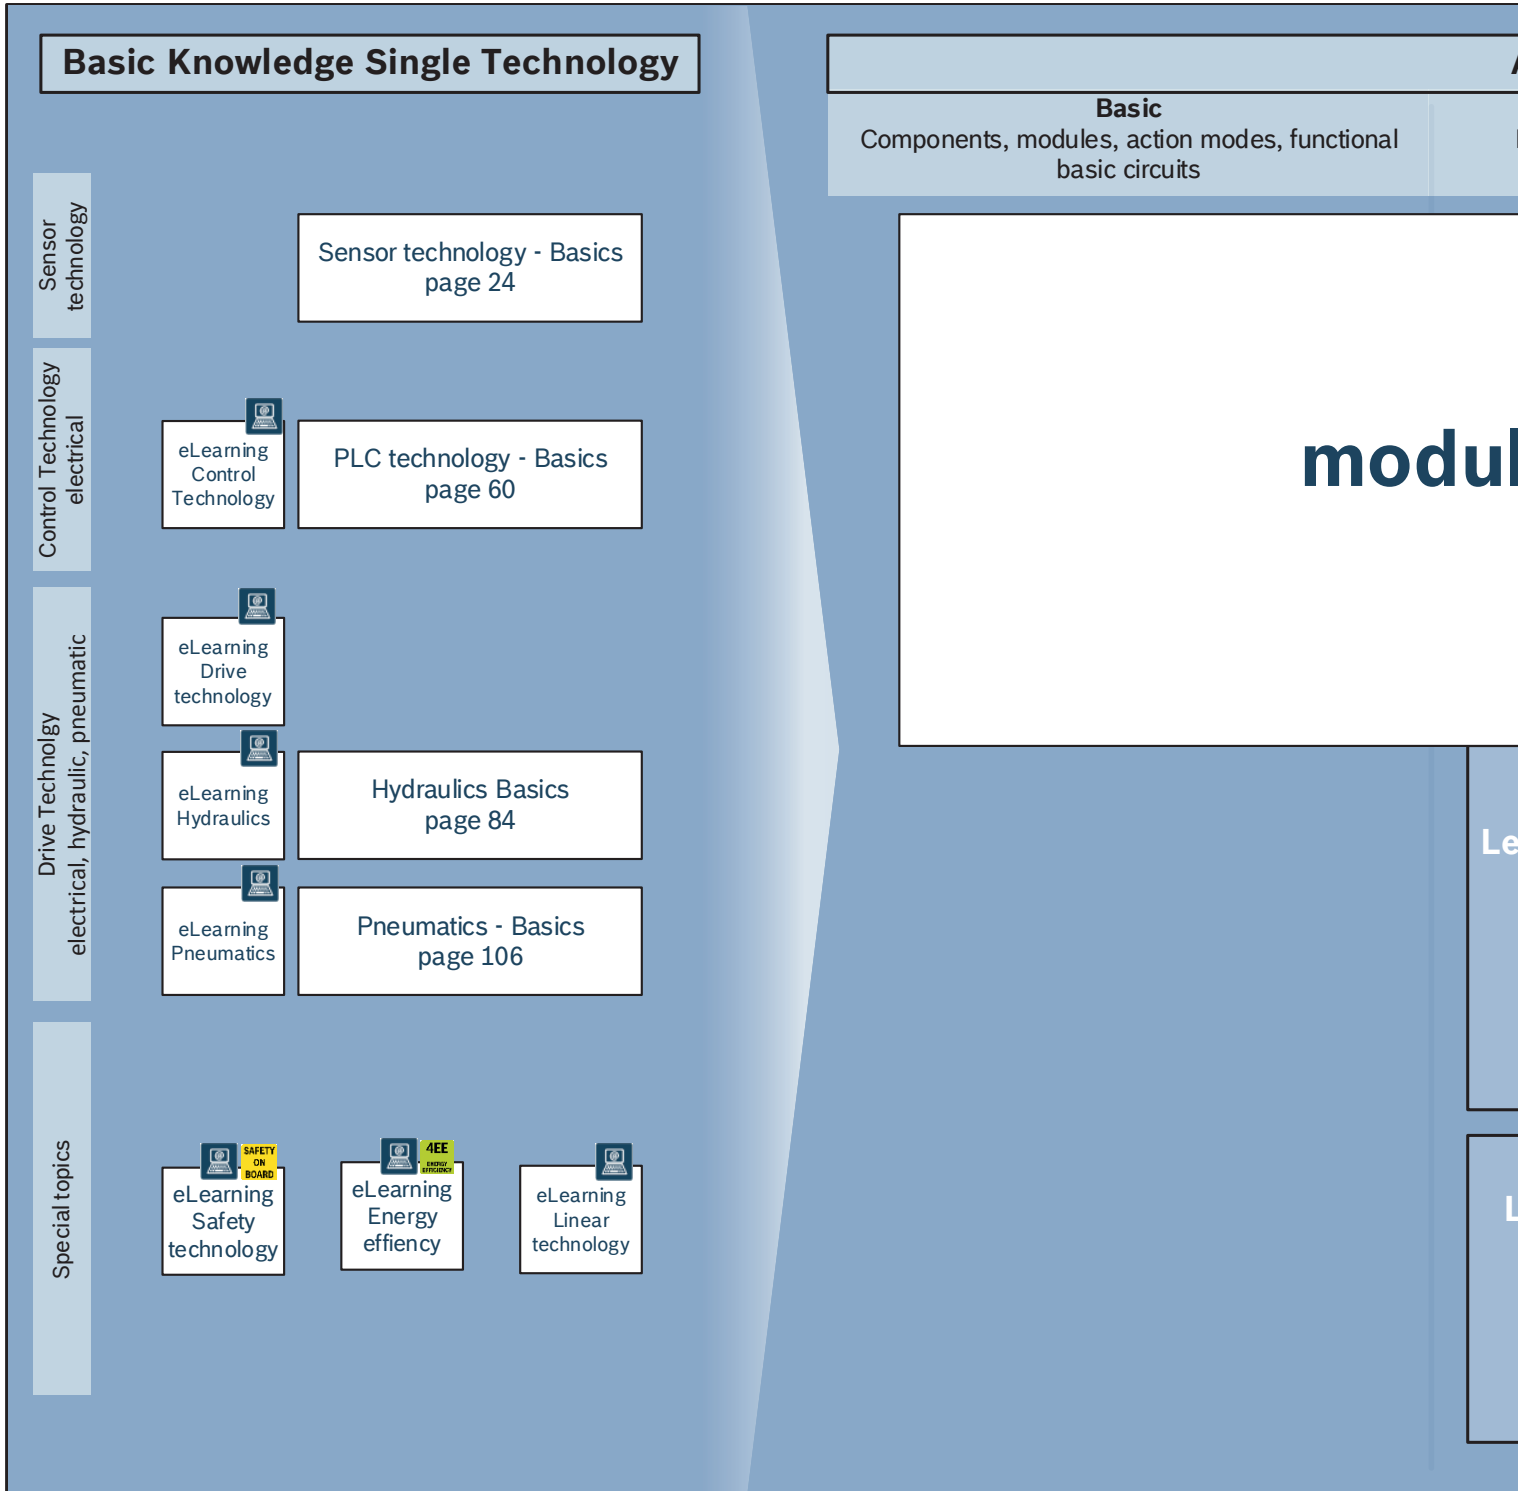 Basic Knowledge Single Technology
Basic
Components, modules, action modes, functional
basic circuits
Sensor
technology
Sensor technology - Basics
page 24
Control Technology
electrical
eLearning
Control
Technology
PLC technology - Basics
page 60
modul
Drive Technolgy
electrical, hydraulic, pneumatic
eLearning
Drive
technology
eLearning
Hydraulics
Hydraulics Basics
page 84
Le
eLearning
Pneumatics
Pneumatics - Basics
page 106
Special topics
SAFETY
ON
BOARD
eLearning
Safety
technology
4EE
ENERGY
EFFICIENCY
eLearning
Energy
effiency
eLearning
Linear
technology
L